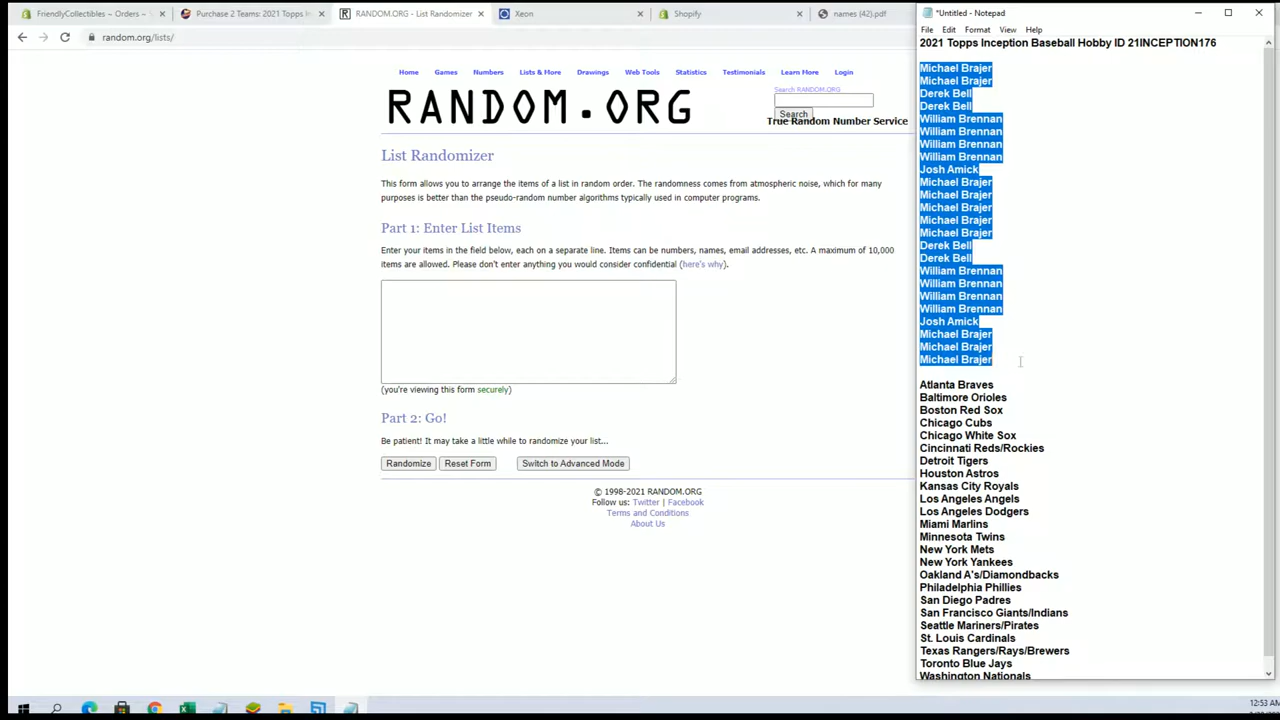 FriendlyCollectibles ~ Orders ~
Purchase 2 Teams: 2021 Topps I
RANDOM.ORG - List Randomizer
Xeon
Shopify
names (42).pdf
random.org/lists/
Home Games Numbers Lists & More Drawings Web Tools Statistics Testimonials Learn More Login
RANDOM.ORG
Search RANDOM.ORG
Search
True Random Number Service
List Randomizer
This form allows you to arrange the items of a list in random order. The randomness comes from atmospheric noise, which for many
purposes is better than the pseudo-random number algorithms typically used in computer programs.
Part 1: Enter List Items
Enter your items in the field below, each on a separate line. Items can be numbers, names, email addresses, etc. A maximum of 10,000
items are allowed. Please don't enter anything you would consider confidential (here's why).
(you're viewing this form securely)
Part 2: Go!
Be patient! It may take a little while to randomize your list...
Randomize Reset Form Switch to Advanced Mode
© 1998-2021 RANDOM.ORG
Follow us: Twitter | Facebook
Terms and Conditions
About Us
*Untitled - Notepad
File Edit Format View Help
2021 Topps Inception Baseball Hobby ID 21INCEPTION176
Michael Brajer
Michael Brajer
Derek Bell
Derek Bell
William Brennan
William Brennan
William Brennan
William Brennan
Josh Amick
Michael Brajer
Michael Brajer
Michael Brajer
Michael Brajer
Michael Brajer
Derek Bell
Derek Bell
William Brennan
William Brennan
William Brennan
William Brennan
Josh Amick
Michael Brajer
Michael Brajer
Michael Brajer
Atlanta Braves
Baltimore Orioles
Boston Red Sox
Chicago Cubs
Chicago White Sox
Cincinnati Reds/Rockies
Detroit Tigers
Houston Astros
Kansas City Royals
Los Angeles Angels
Los Angeles Dodgers
Miami Marlins
Minnesota Twins
New York Mets
New York Yankees
Oakland A's/Diamondbacks
Philadelphia Phillies
San Diego Padres
San Francisco Giants/Indians
Seattle Mariners/Pirates
St. Louis Cardinals
Texas Rangers/Rays/Brewers
Toronto Blue Jays
Washington Nationals
12:53 AM